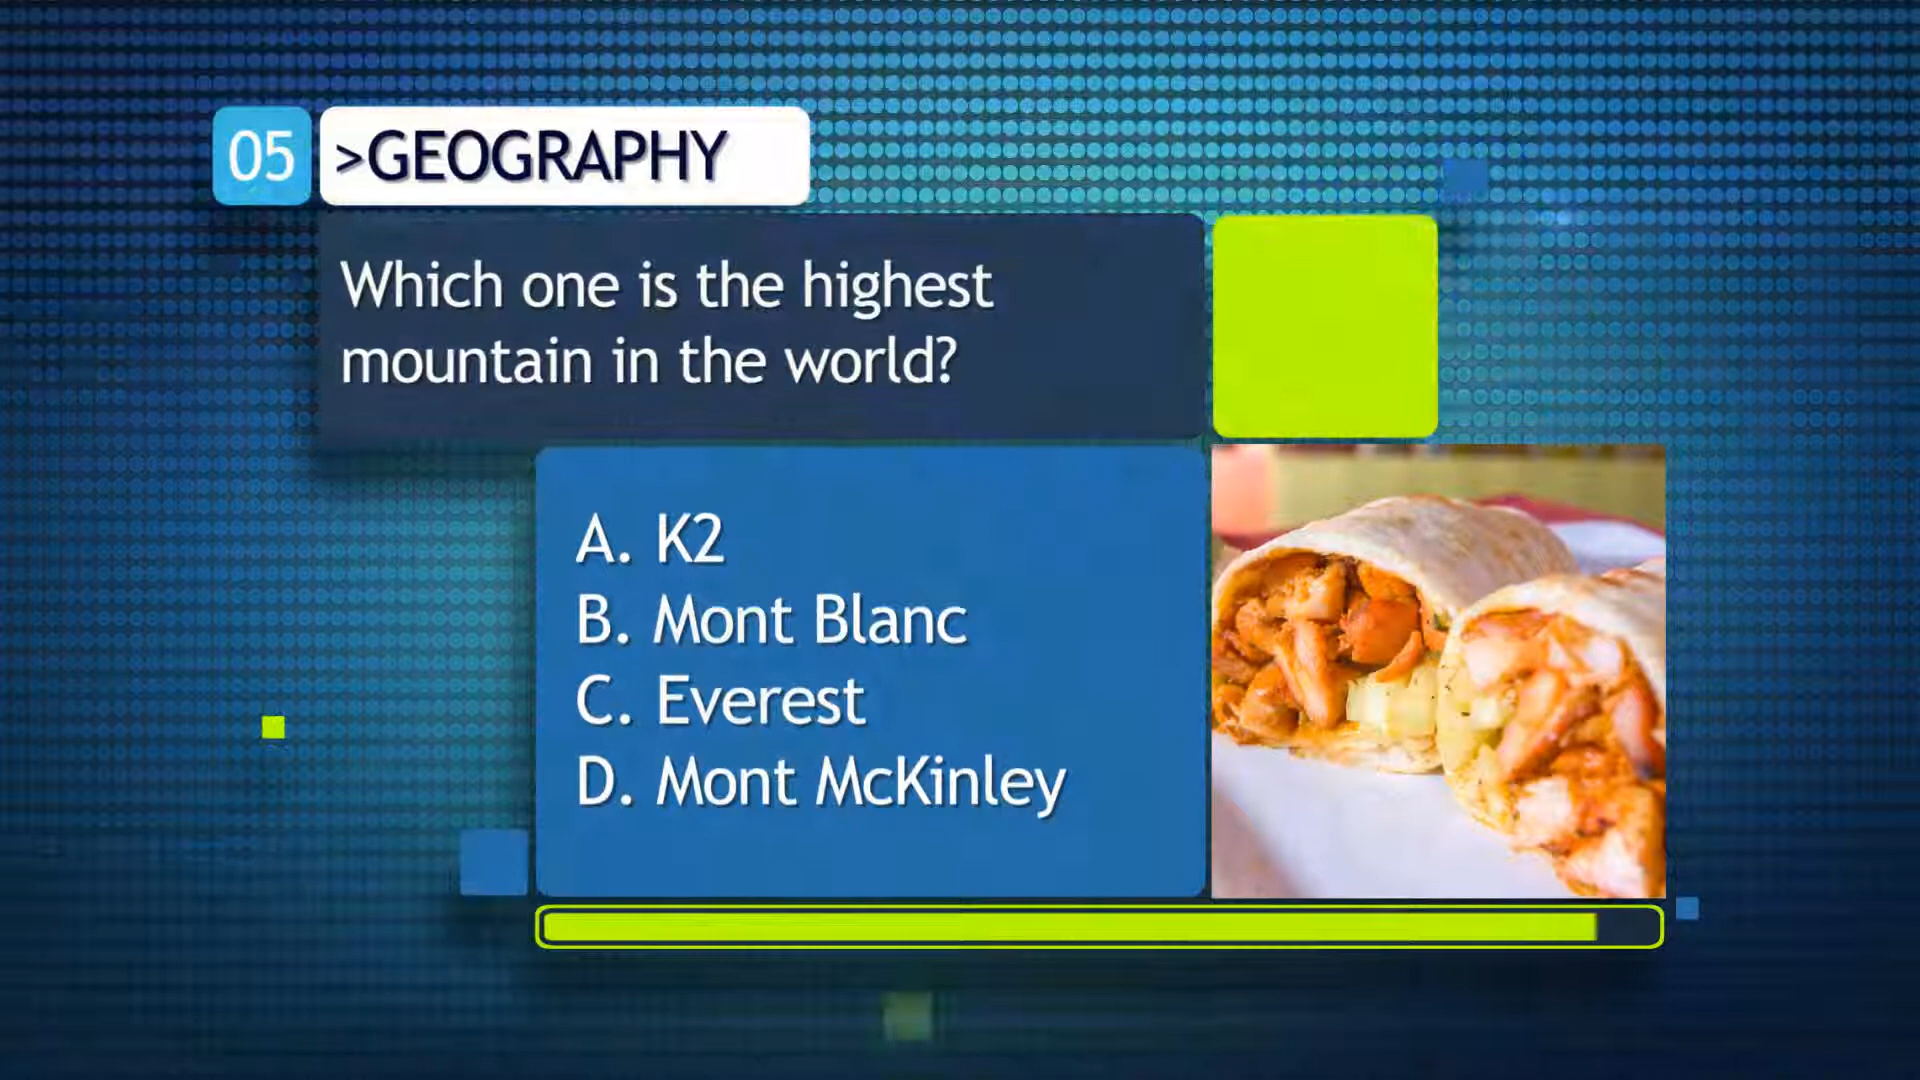 05 >GEOGRAPHY
Which one is the highest
mountain in the world?
A. K2
B. Mont Blanc
C. Everest
D. Mont McKinley